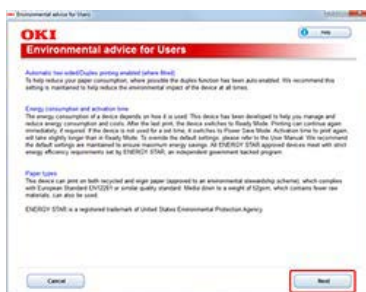 Environmental advice for Users
OKI
Help
Environmental advice for Users
Automatic two-sided/Duplex printing enabled (where fitted)
To help reduce your paper consumption, where possible the duplex function has been auto-enabled. We recommend this
setting is maintained to help reduce the environmental impact of the device at all times.
Energy consumption and activation time
The energy consumption of a device depends on how it is used. This device has been developed to help you manage and
reduce energy consumption and costs. After the last print, the device switches to Ready Mode. Printing can continue again
immediately, if required. If the device is not used for a set time, it switches to Power Save Mode. Activation time to print again
will take slightly longer than in Ready Mode. To override the default settings, please refer to the User Manual. We recommend
the default settings are maintained to ensure maximum energy savings. All ENERGY STAR approved devices meet with strict
energy efficiency requirements set by ENERGY STAR, an independent government backed program.
Paper types
This device can print on both recycled and virgin paper (approved to an environmental stewardship scheme), which complies
with European Standard EN12281 or similar quality standard. Media down to a weight of 62gsm, which contains fewer raw
materials, can also be used.
ENERGY STAR is a registered trademark of United States Environmental Protection Agency.
Cancel
Next